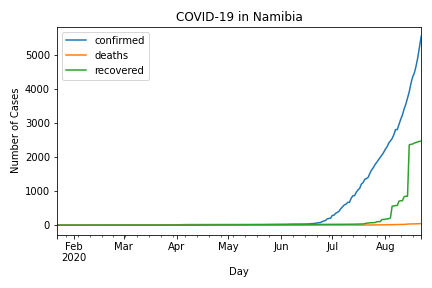 COVID-19 in Namibia
confirmed
deaths
recovered
Number of Cases
5000
4000
3000
2000
1000
0
Feb Mar Apr May Jun Jul Aug
2020
Day